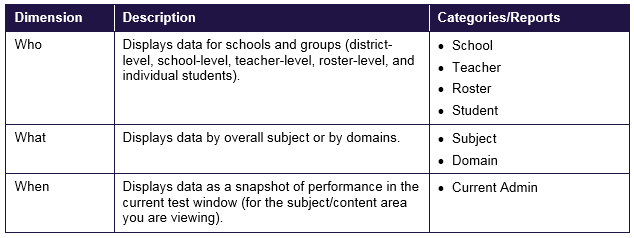 Dimension Description Categories/Reports
Who Displays data for schools and groups (district-
level, school-level, teacher-level, roster-level, and
individual students).
• School
• Teacher
• Roster
• Student
What Displays data by overall subject or by domains.
• Subject
• Domain
When Displays data as a snapshot of performance in the
current test window (for the subject/content area
you are viewing).
• Current Admin